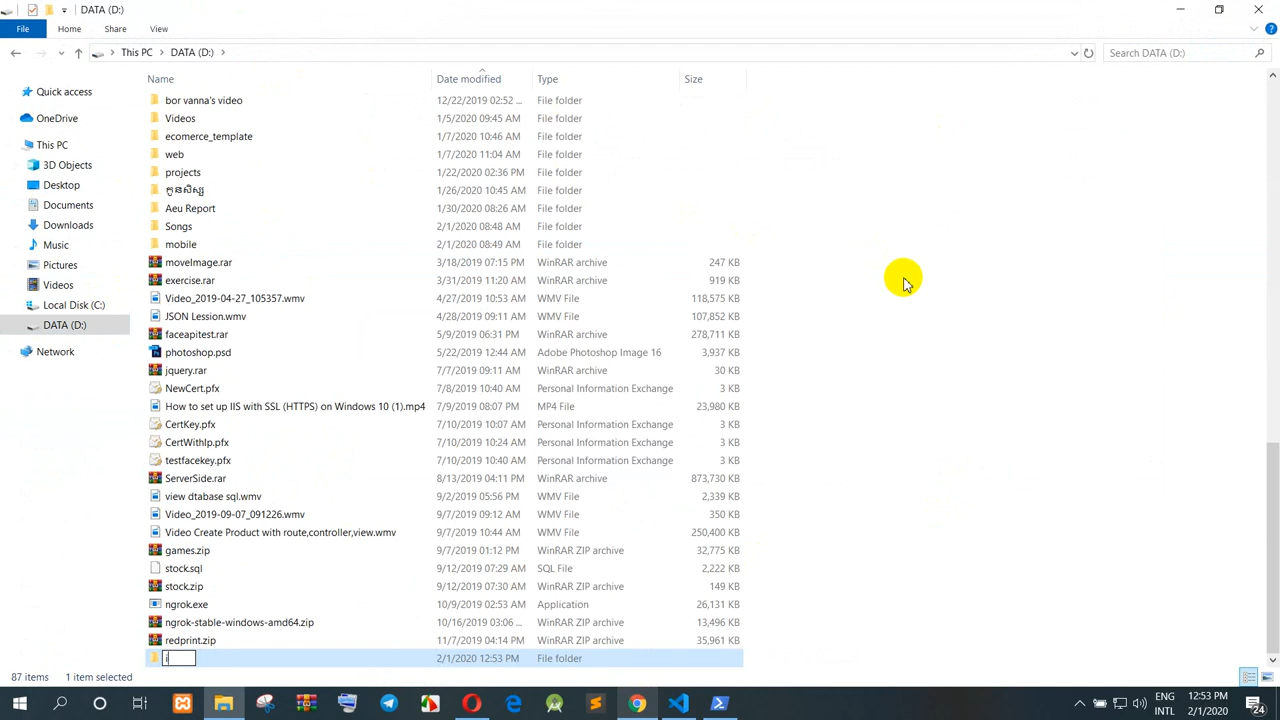 DATA (D:)
File Home Share View
This PC DATA (D:) Search DATA (D:)
Name Date modified Type Size
Quick access
OneDrive
This PC
3D Objects
Desktop
Documents
Downloads
Music
Pictures
Videos
Local Disk (C:)
DATA (D:)
Network
bor vanna's video 12/22/2019 02:52 ... File folder
Videos 1/5/2020 09:45 AM File folder
ecomerce_template 1/7/2020 10:46 AM File folder
web 1/7/2020 11:04 AM File folder
projects 1/22/2020 02:36 PM File folder
កូនសិស្ស 1/26/2020 10:45 AM File folder
Aeu Report 1/30/2020 08:26 AM File folder
Songs 2/1/2020 08:48 AM File folder
mobile 2/1/2020 08:49 AM File folder
moveImage.rar 3/18/2019 07:15 PM WinRAR archive 247 KB
exercise.rar 3/31/2019 11:20 AM WinRAR archive 919 KB
Video_2019-04-27_105357.wmv 4/27/2019 10:53 AM WMV File 118,575 KB
JSON Lession.wmv 4/28/2019 09:11 AM WMV File 107,852 KB
faceapitest.rar 5/9/2019 06:31 PM WinRAR archive 278,711 KB
photoshop.psd 5/22/2019 12:44 AM Adobe Photoshop Image 16 3,937 KB
jquery.rar 7/7/2019 09:11 AM WinRAR archive 30 KB
NewCert.pfx 7/8/2019 10:40 AM Personal Information Exchange 3 KB
How to set up IIS with SSL (HTTPS) on Windows 10 (1).mp4 7/9/2019 08:07 PM MP4 File 23,980 KB
CertKey.pfx 7/10/2019 10:07 AM Personal Information Exchange 3 KB
CertWithIp.pfx 7/10/2019 10:24 AM Personal Information Exchange 3 KB
testfacekey.pfx 7/10/2019 10:40 AM Personal Information Exchange 3 KB
ServerSide.rar 8/13/2019 04:11 PM WinRAR archive 873,730 KB
view dtabase sql.wmv 9/2/2019 05:56 PM WMV File 2,339 KB
Video_2019-09-07_091226.wmv 9/7/2019 09:12 AM WMV File 350 KB
Video Create Product with route,controller,view.wmv 9/7/2019 10:44 AM WMV File 250,400 KB
games.zip 9/7/2019 01:12 PM WinRAR ZIP archive 32,775 KB
stock.sql 9/12/2019 07:29 AM SQL File 2,222 KB
stock.zip 9/12/2019 07:30 AM WinRAR ZIP archive 149 KB
ngrok.exe 10/9/2019 02:53 AM Application 26,131 KB
ngrok-stable-windows-amd64.zip 10/16/2019 03:06 ... WinRAR ZIP archive 13,496 KB
redprint.zip 11/7/2019 04:14 PM WinRAR ZIP archive 35,961 KB
i 2/1/2020 12:53 PM File folder
87 items 1 item selected
ENG 12:53 PM
INTL 2/1/2020 24